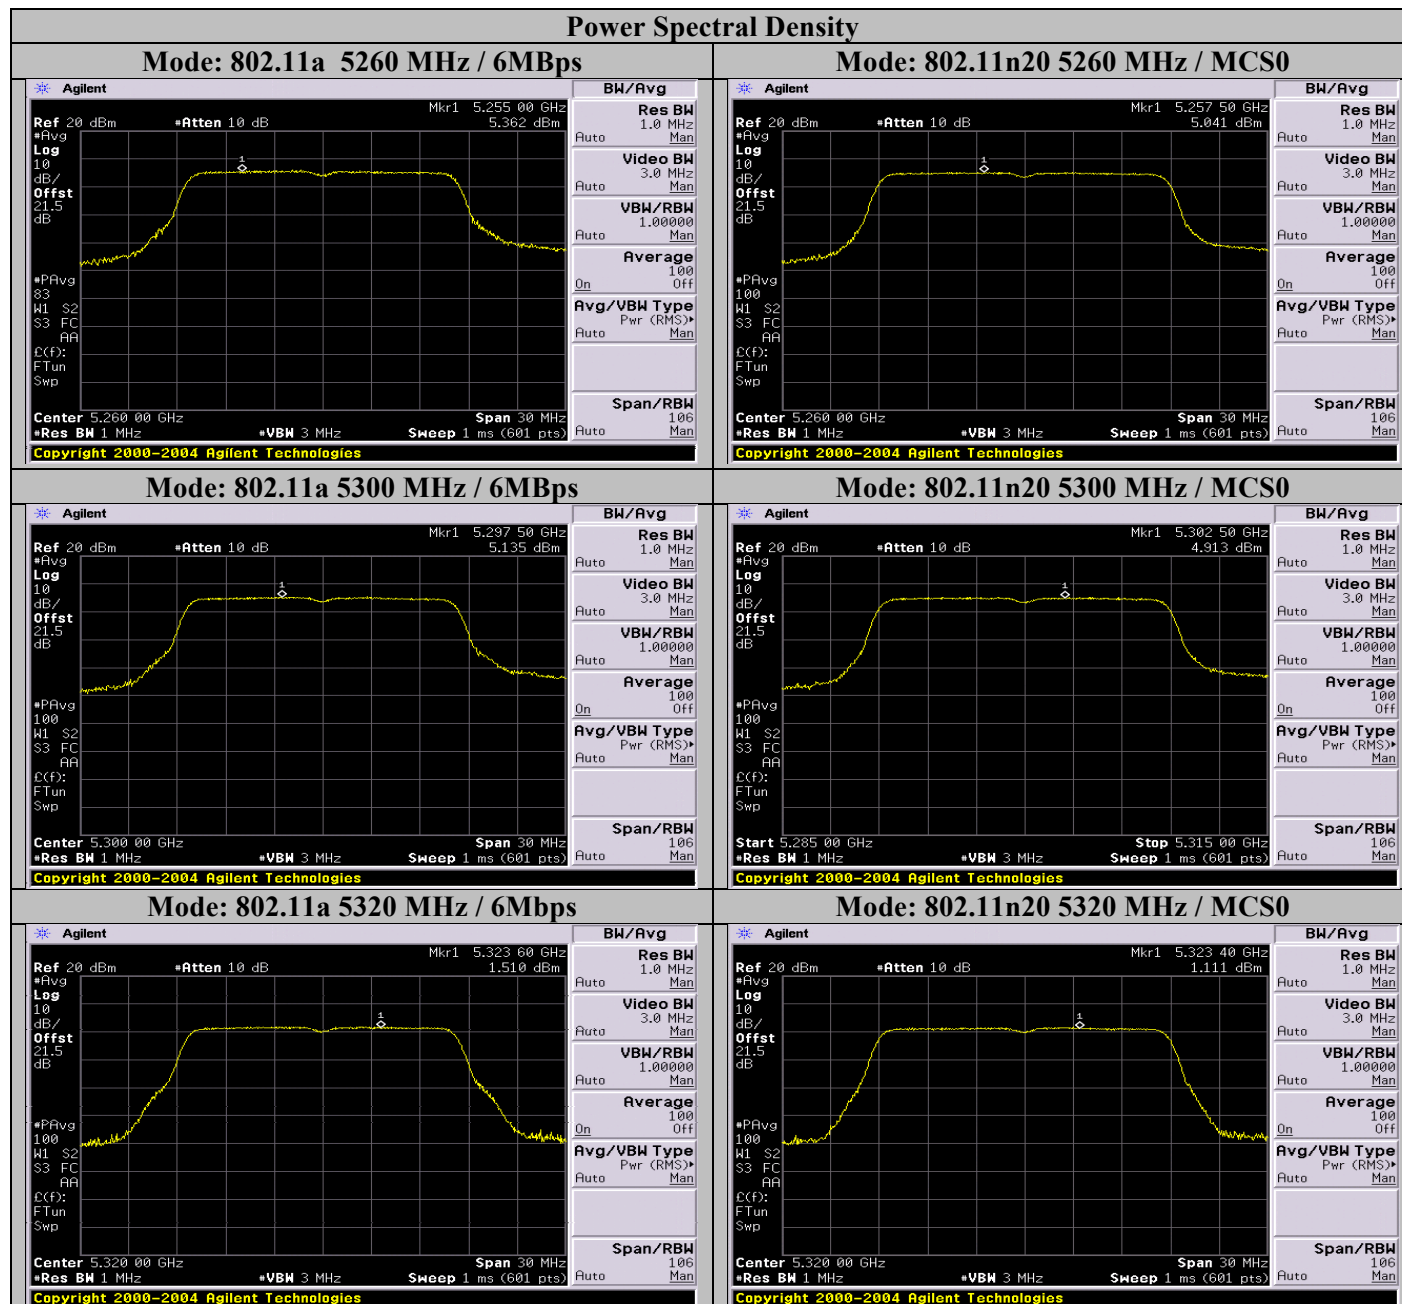 Power Spectral Density
Mode: 802.11a  5260 MHz / 6MBps
Mode: 802.11n20 5260 MHz / MCS0
Agilent
BW/Avg
Mkr1  5.255 00 GHz
Ref 20 dBm  #Atten 10 dB  5.362 dBm
#Avg
Log
10
dB/
Offst
21.5
dB
1
#PAvg
83
W1  S2
S3  FC
AA
£(f):
FTun
Swp
Center 5.260 00 GHz  Span 30 MHz
#Res BW 1 MHz  #VBW 3 MHz  Sweep 1 ms (601 pts)
Copyright 2000-2004 Agilent Technologies
Res BW
1.0 MHz
Auto  Man
Video BW
3.0 MHz
Auto  Man
VBW/RBW
1.00000
Auto  Man
Average
100
On  Off
Avg/VBW Type
Pwr (RMS)▸
Auto  Man
Span/RBW
106
Auto  Man
Agilent
BW/Avg
Mkr1  5.257 50 GHz
Ref 20 dBm  #Atten 10 dB  5.041 dBm
#Avg
Log
10
dB/
Offst
21.5
dB
1
#PAvg
100
W1  S2
S3  FC
AA
£(f):
FTun
Swp
Center 5.260 00 GHz  Span 30 MHz
#Res BW 1 MHz  #VBW 3 MHz  Sweep 1 ms (601 pts)
Copyright 2000-2004 Agilent Technologies
Res BW
1.0 MHz
Auto  Man
Video BW
3.0 MHz
Auto  Man
VBW/RBW
1.00000
Auto  Man
Average
100
On  Off
Avg/VBW Type
Pwr (RMS)▸
Auto  Man
Span/RBW
106
Auto  Man
Mode: 802.11a 5300 MHz / 6MBps
Mode: 802.11n20 5300 MHz / MCS0
Agilent
BW/Avg
Mkr1  5.297 50 GHz
Ref 20 dBm  #Atten 10 dB  5.135 dBm
#Avg
Log
10
dB/
Offst
21.5
dB
1
#PAvg
100
W1  S2
S3  FC
AA
£(f):
FTun
Swp
Center 5.300 00 GHz  Span 30 MHz
#Res BW 1 MHz  #VBW 3 MHz  Sweep 1 ms (601 pts)
Copyright 2000-2004 Agilent Technologies
Res BW
1.0 MHz
Auto  Man
Video BW
3.0 MHz
Auto  Man
VBW/RBW
1.00000
Auto  Man
Average
100
On  Off
Avg/VBW Type
Pwr (RMS)▸
Auto  Man
Span/RBW
106
Auto  Man
Agilent
BW/Avg
Mkr1  5.302 50 GHz
Ref 20 dBm  #Atten 10 dB  4.913 dBm
#Avg
Log
10
dB/
Offst
21.5
dB
1
#PAvg
100
W1  S2
S3  FC
AA
£(f):
FTun
Swp
Start 5.285 00 GHz  Stop 5.315 00 GHz
#Res BW 1 MHz  #VBW 3 MHz  Sweep 1 ms (601 pts)
Copyright 2000-2004 Agilent Technologies
Res BW
1.0 MHz
Auto  Man
Video BW
3.0 MHz
Auto  Man
VBW/RBW
1.00000
Auto  Man
Average
100
On  Off
Avg/VBW Type
Pwr (RMS)▸
Auto  Man
Span/RBW
106
Auto  Man
Mode: 802.11a 5320 MHz / 6Mbps
Mode: 802.11n20 5320 MHz / MCS0
Agilent
BW/Avg
Mkr1  5.323 60 GHz
Ref 20 dBm  #Atten 10 dB  1.510 dBm
#Avg
Log
10
dB/
Offst
21.5
dB
1
#PAvg
100
W1  S2
S3  FC
AA
£(f):
FTun
Swp
Center 5.320 00 GHz  Span 30 MHz
#Res BW 1 MHz  #VBW 3 MHz  Sweep 1 ms (601 pts)
Copyright 2000-2004 Agilent Technologies
Res BW
1.0 MHz
Auto  Man
Video BW
3.0 MHz
Auto  Man
VBW/RBW
1.00000
Auto  Man
Average
100
On  Off
Avg/VBW Type
Pwr (RMS)▸
Auto  Man
Span/RBW
106
Auto  Man
Agilent
BW/Avg
Mkr1  5.323 40 GHz
Ref 20 dBm  #Atten 10 dB  1.111 dBm
#Avg
Log
10
dB/
Offst
21.5
dB
1
#PAvg
100
W1  S2
S3  FC
AA
£(f):
FTun
Swp
Center 5.320 00 GHz  Span 30 MHz
#Res BW 1 MHz  #VBW 3 MHz  Sweep 1 ms (601 pts)
Copyright 2000-2004 Agilent Technologies
Res BW
1.0 MHz
Auto  Man
Video BW
3.0 MHz
Auto  Man
VBW/RBW
1.00000
Auto  Man
Average
100
On  Off
Avg/VBW Type
Pwr (RMS)▸
Auto  Man
Span/RBW
106
Auto  Man